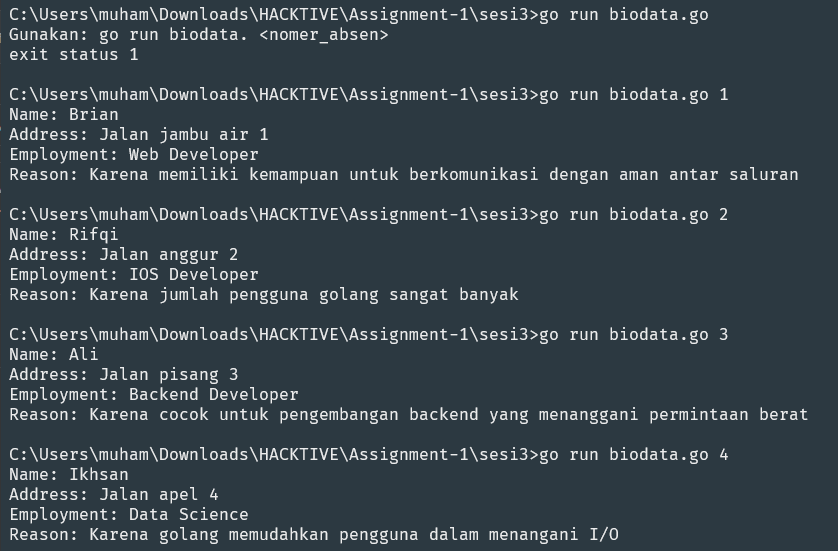 C:\Users\muham\Downloads\HACKTIVE\Assignment-1\sesi3>go run biodata.go
Gunakan: go run biodata. <nomer_absen>
exit status 1
C:\Users\muham\Downloads\HACKTIVE\Assignment-1\sesi3>go run biodata.go 1
Name: Brian
Address: Jalan jambu air 1
Employment: Web Developer
Reason: Karena memiliki kemampuan untuk berkomunikasi dengan aman antar saluran
C:\Users\muham\Downloads\HACKTIVE\Assignment-1\sesi3>go run biodata.go 2
Name: Rifqi
Address: Jalan anggur 2
Employment: IOS Developer
Reason: Karena jumlah pengguna golang sangat banyak
C:\Users\muham\Downloads\HACKTIVE\Assignment-1\sesi3>go run biodata.go 3
Name: Ali
Address: Jalan pisang 3
Employment: Backend Developer
Reason: Karena cocok untuk pengembangan backend yang menanggani permintaan berat
C:\Users\muham\Downloads\HACKTIVE\Assignment-1\sesi3>go run biodata.go 4
Name: Ikhsan
Address: Jalan apel 4
Employment: Data Science
Reason: Karena golang memudahkan pengguna dalam menangani I/O